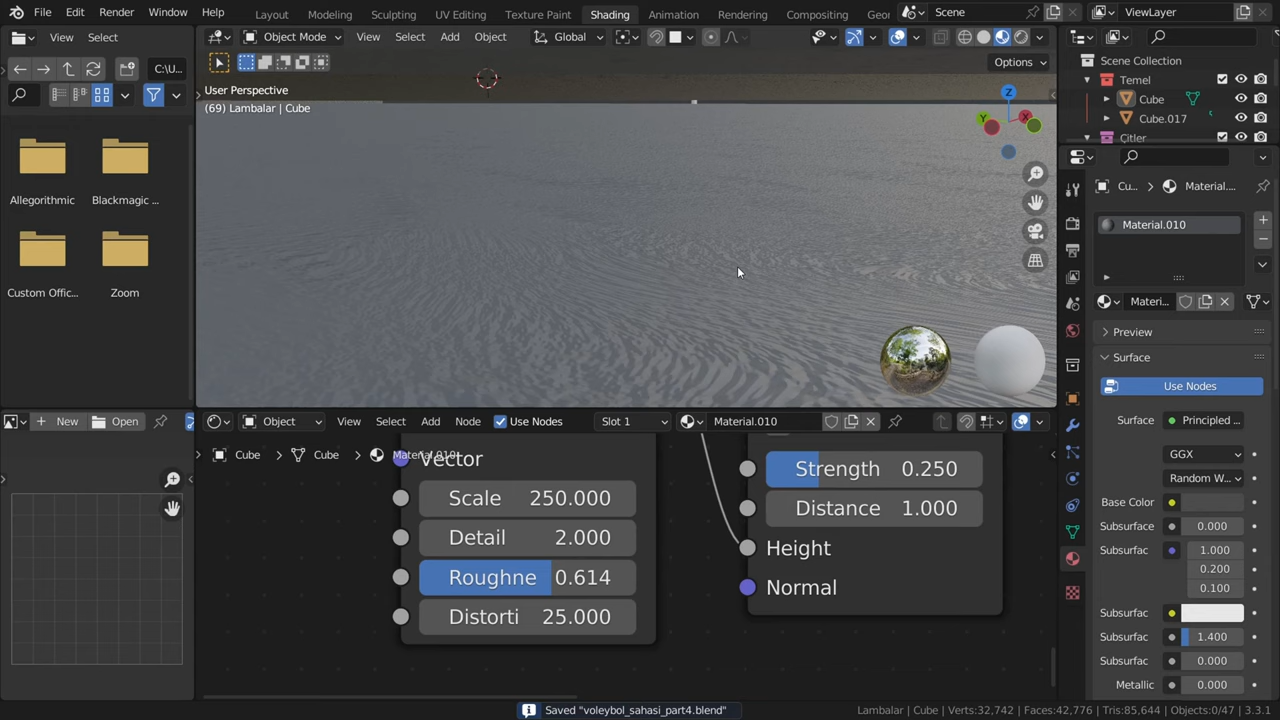 File Edit Render Window Help Layout Modeling Sculpting UV Editing Texture Paint Shading Animation Rendering Compositing Geor Scene ViewLayer
View Select Object Mode View Select Add Object Global
C:\U... Options
User Perspective
(69) Lambalar | Cube
Scene Collection
Temel
Cube
Cube.017
Çitler
Z
Y
X
Allegorithmic Blackmagic ...
Custom Offic... Zoom
Cu... Material....
Material.010
Materi...
Preview
Surface
Use Nodes
Surface Principled ...
GGX
Random W...
Base Color
Subsurface 0.000
Subsurfac 1.000
0.200
0.100
Subsurfac
Subsurfac 1.400
Subsurfac 0.000
Metallic 0.000
New Open Object View Select Add Node Use Nodes Slot 1 Material.010
Cube Cube Material.010
Vector
Scale 250.000
Detail 2.000
Roughne 0.614
Distorti 25.000
Strength 0.250
Distance 1.000
Height
Normal
Saved "voleybol_sahasi_part4.blend"
Lambalar | Cube | Verts:32,742 | Faces:42,776 | Tris:85,644 | Objects:0/47 | 3.3.1